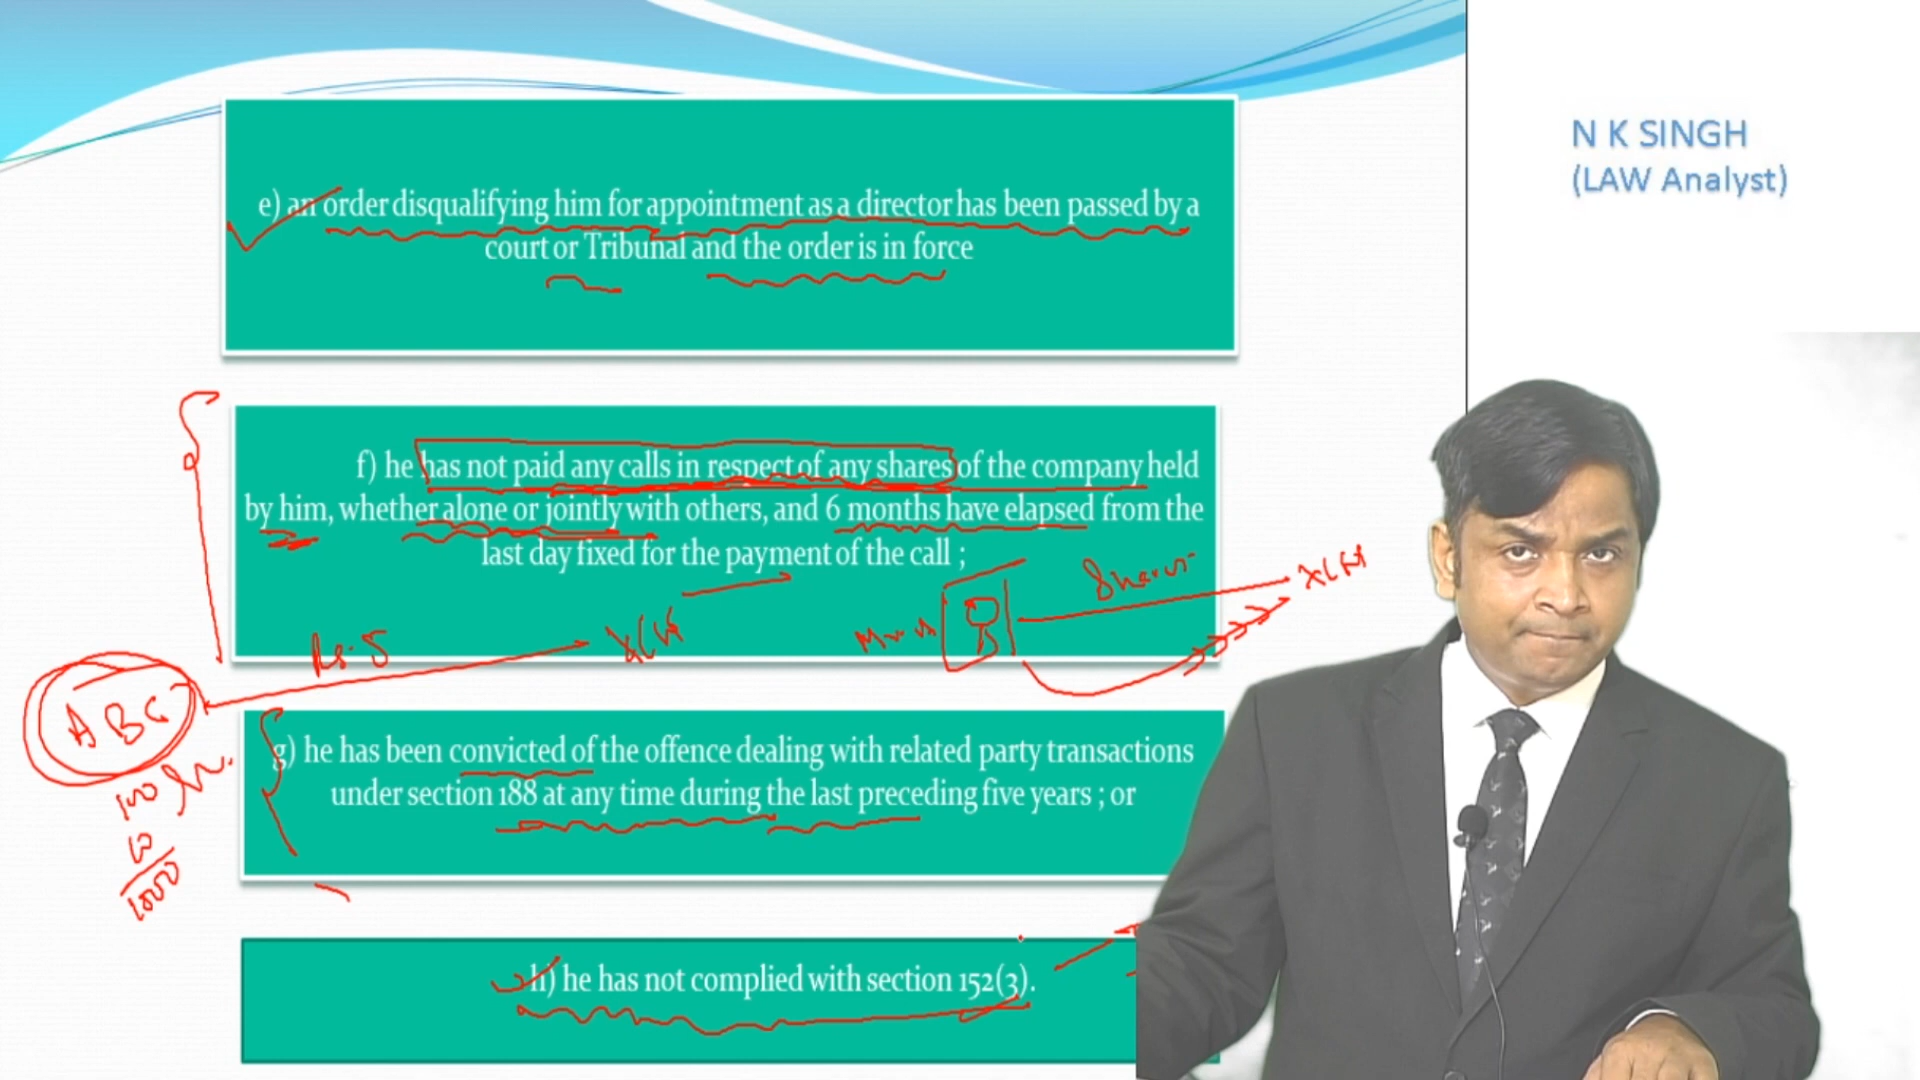 N K SINGH
(LAW Analyst)
e) an order disqualifying him for appointment as a director has been passed by a
court or Tribunal and the order is in force
f) he has not paid any calls in respect of any shares of the company held
by him, whether alone or jointly with others, and 6 months have elapsed from the
last day fixed for the payment of the call ;
Shares
Rs. 5
ABC
g) he has been convicted of the offence dealing with related party transactions
under section 188 at any time during the last preceding five years ; or
10
1000
h) he has not complied with section 152(3).